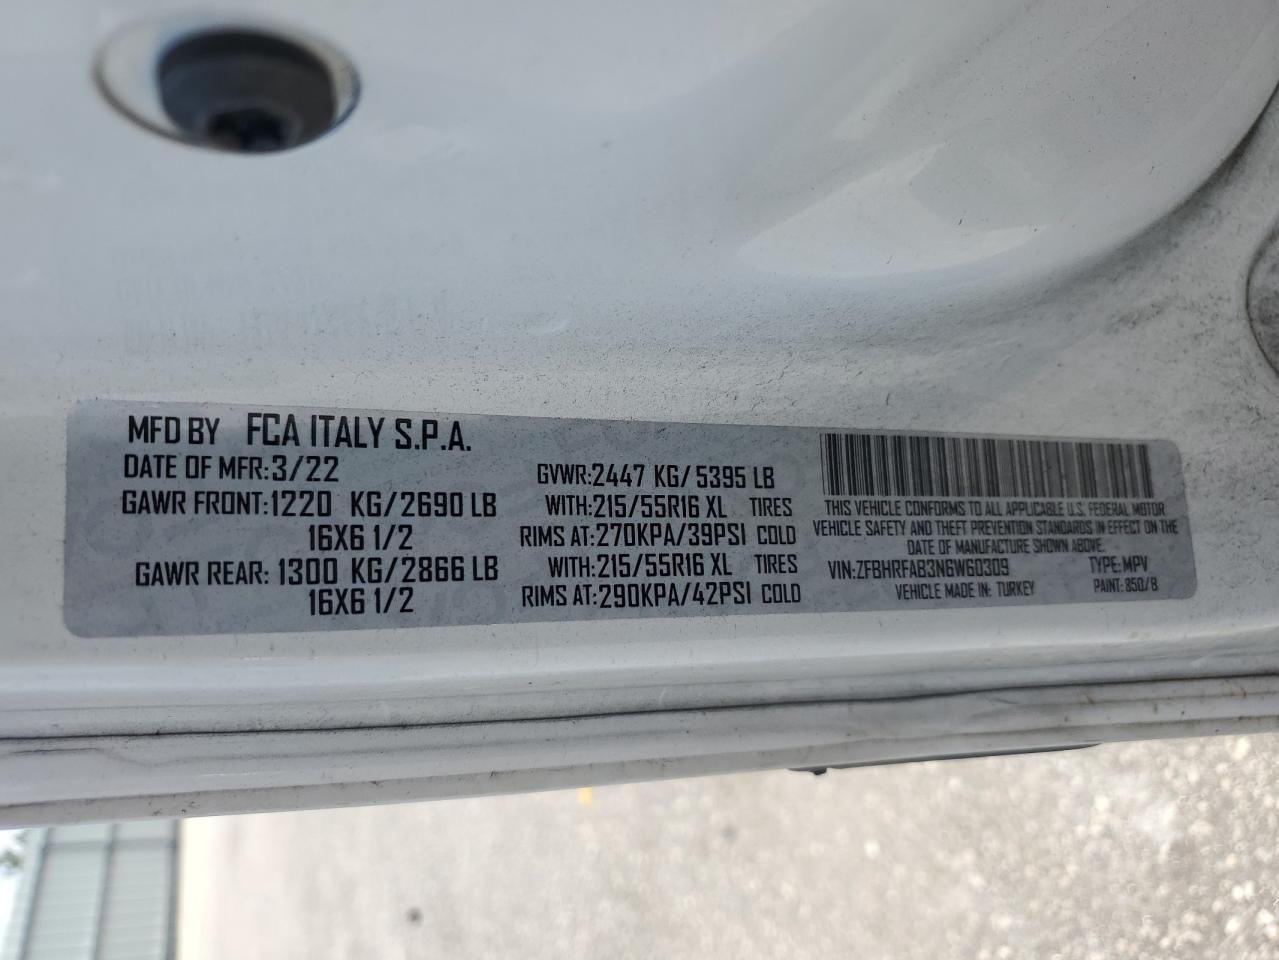 MFD BY FCA ITALY S.P.A.
DATE OF MFR: 3/22
GVWR: 2447 KG/ 5395 LB
GAWR FRONT: 1220 KG/2690 LB WITH: 215/55R16 XL TIRES
16X6 1/2 RIMS AT: 270KPA/39PSI COLD
GAWR REAR: 1300 KG/2866 LB WITH: 215/55R16 XL TIRES
16X6 1/2 RIMS AT: 290KPA/42PSI COLD
THIS VEHICLE CONFORMS TO ALL APPLICABLE U.S. FEDERAL MOTOR
VEHICLE SAFETY AND THEFT PREVENTION STANDARDS IN EFFECT ON THE
DATE OF MANUFACTURE SHOWN ABOVE.
VIN: ZFBHRFAB3N6W60309 TYPE: MPV
VEHICLE MADE IN: TURKEY PAINT: 850/B